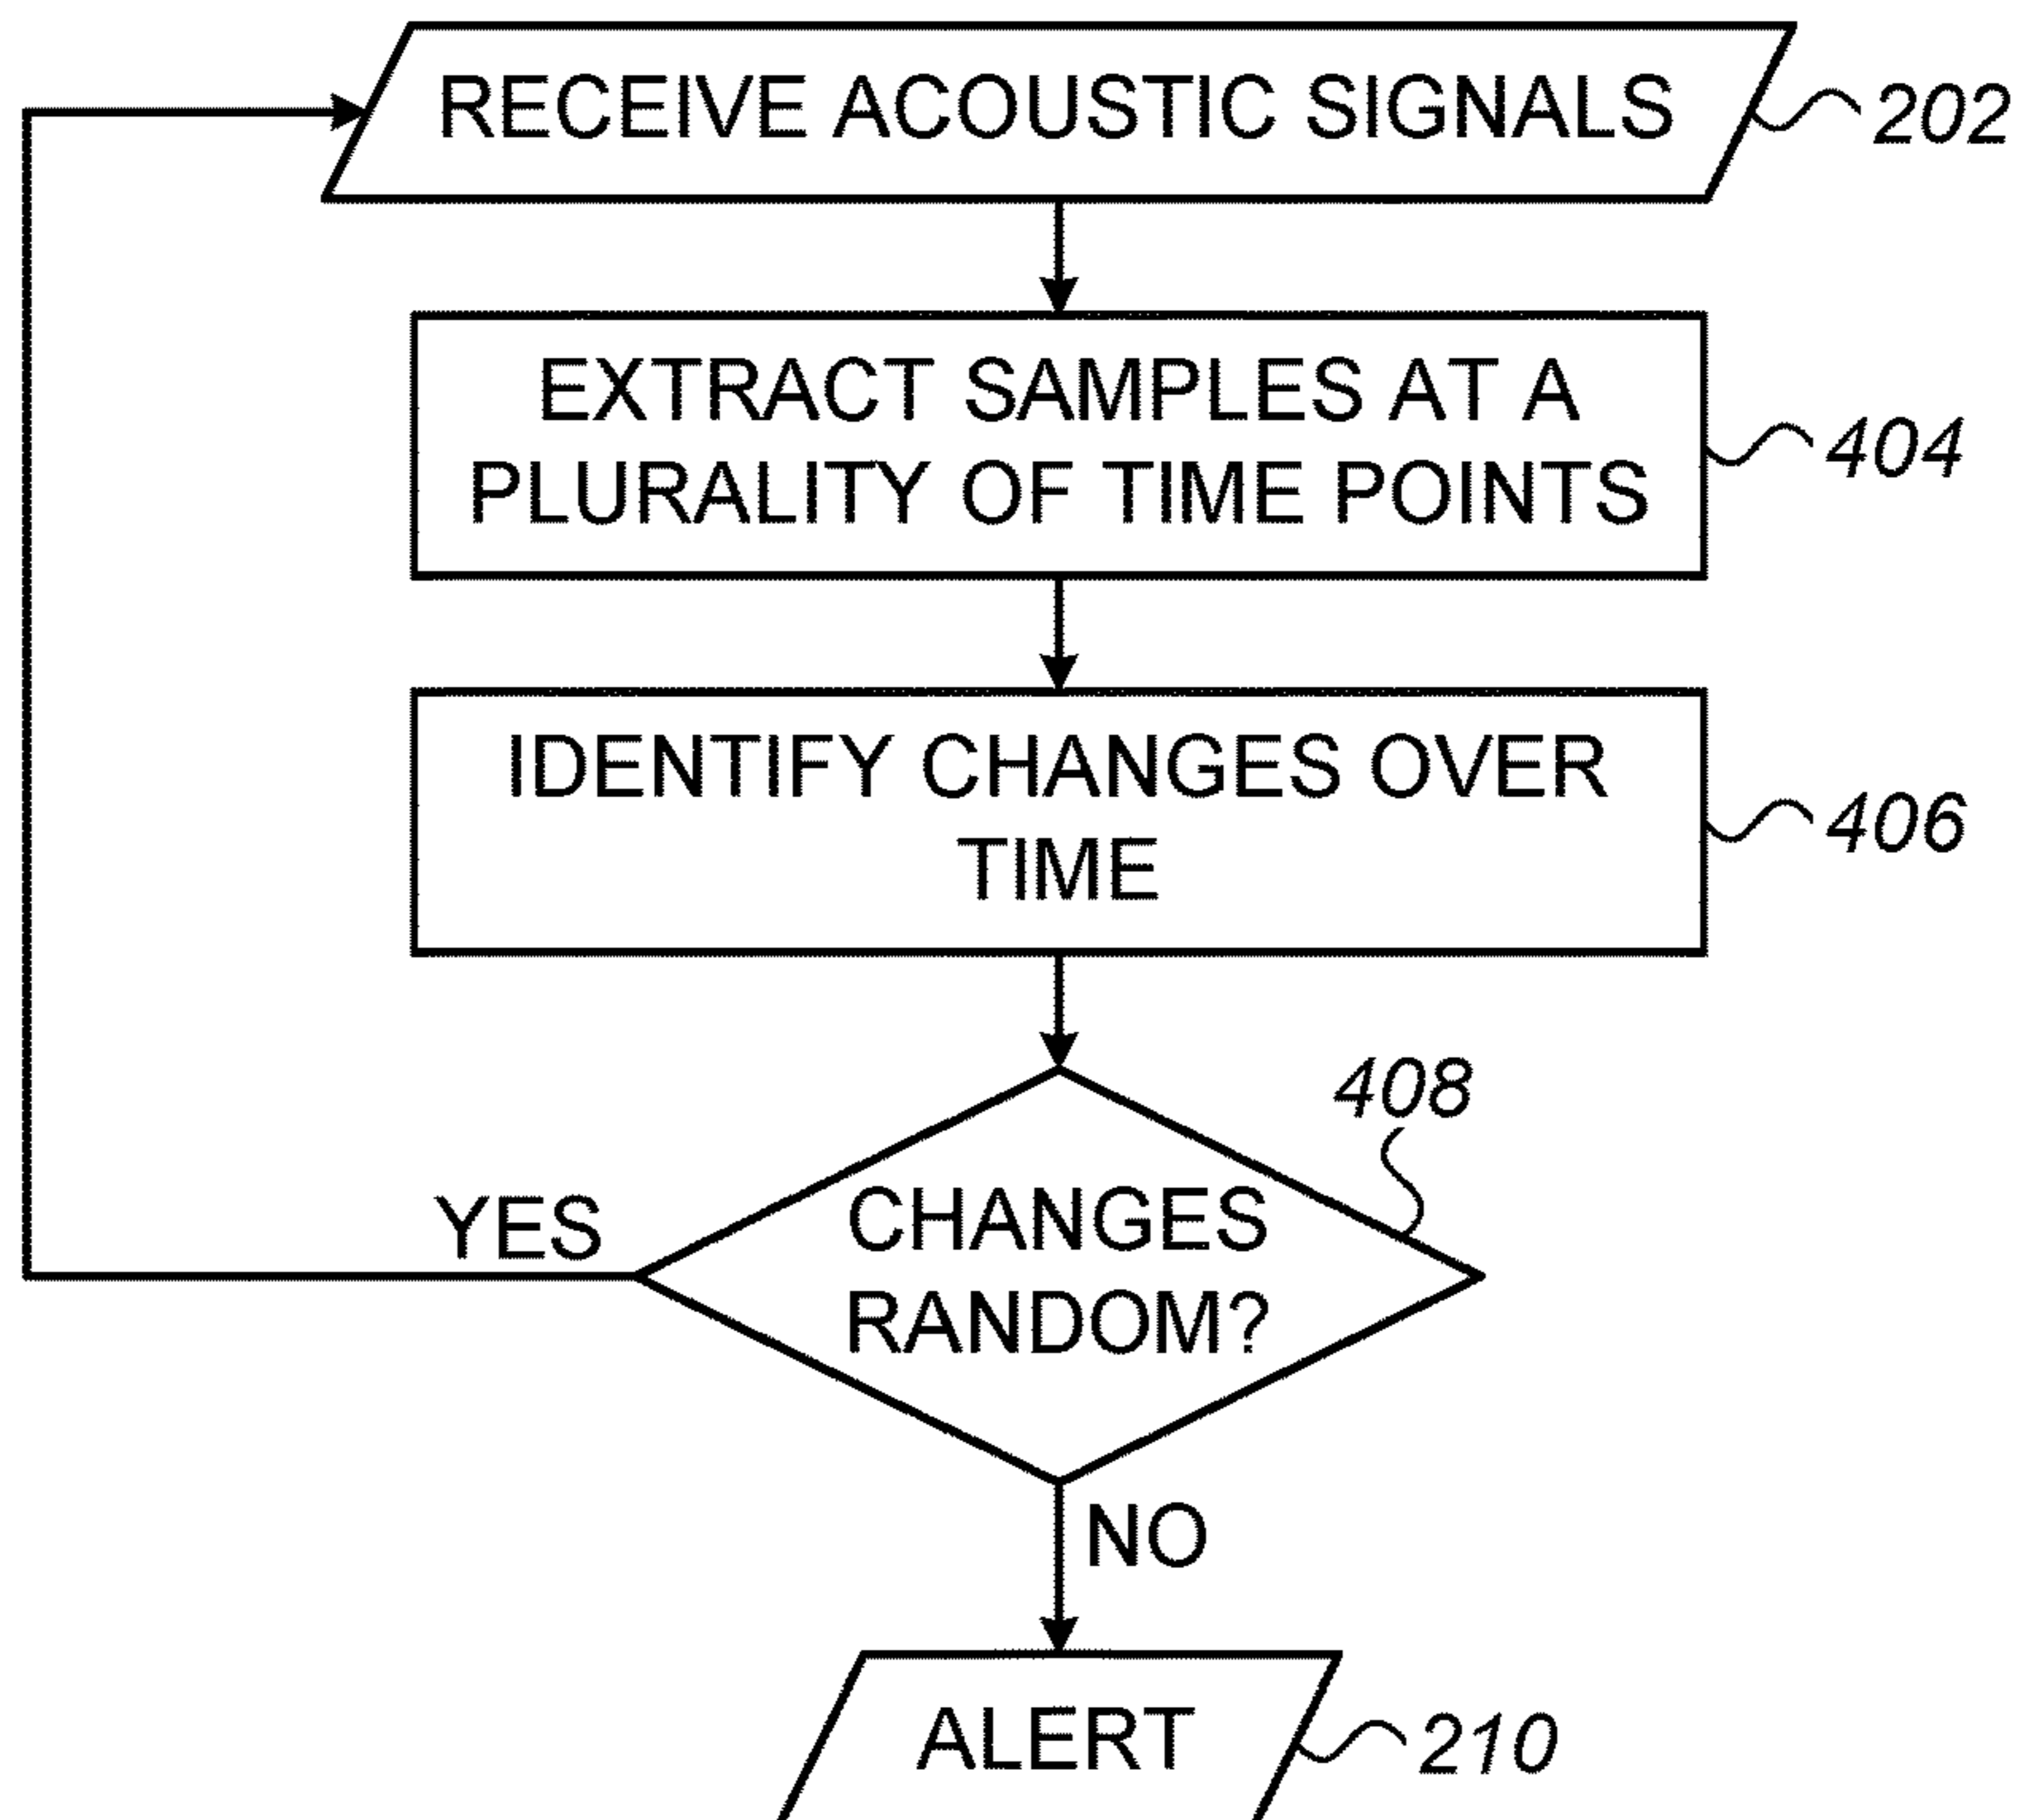 RECEIVE ACOUSTIC SIGNALS
202
EXTRACT SAMPLES AT A
PLURALITY OF TIME POINTS
404
IDENTIFY CHANGES OVER
TIME
406
408
CHANGES
RANDOM?
YES
NO
ALERT
210